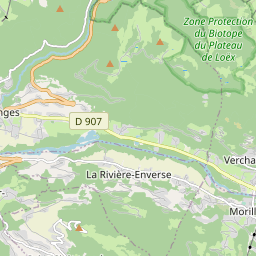 Zone Protection
du Biotope
du Plateau
de Loëx
nges
D 907
Vercha
La Rivière-Enverse
Morill